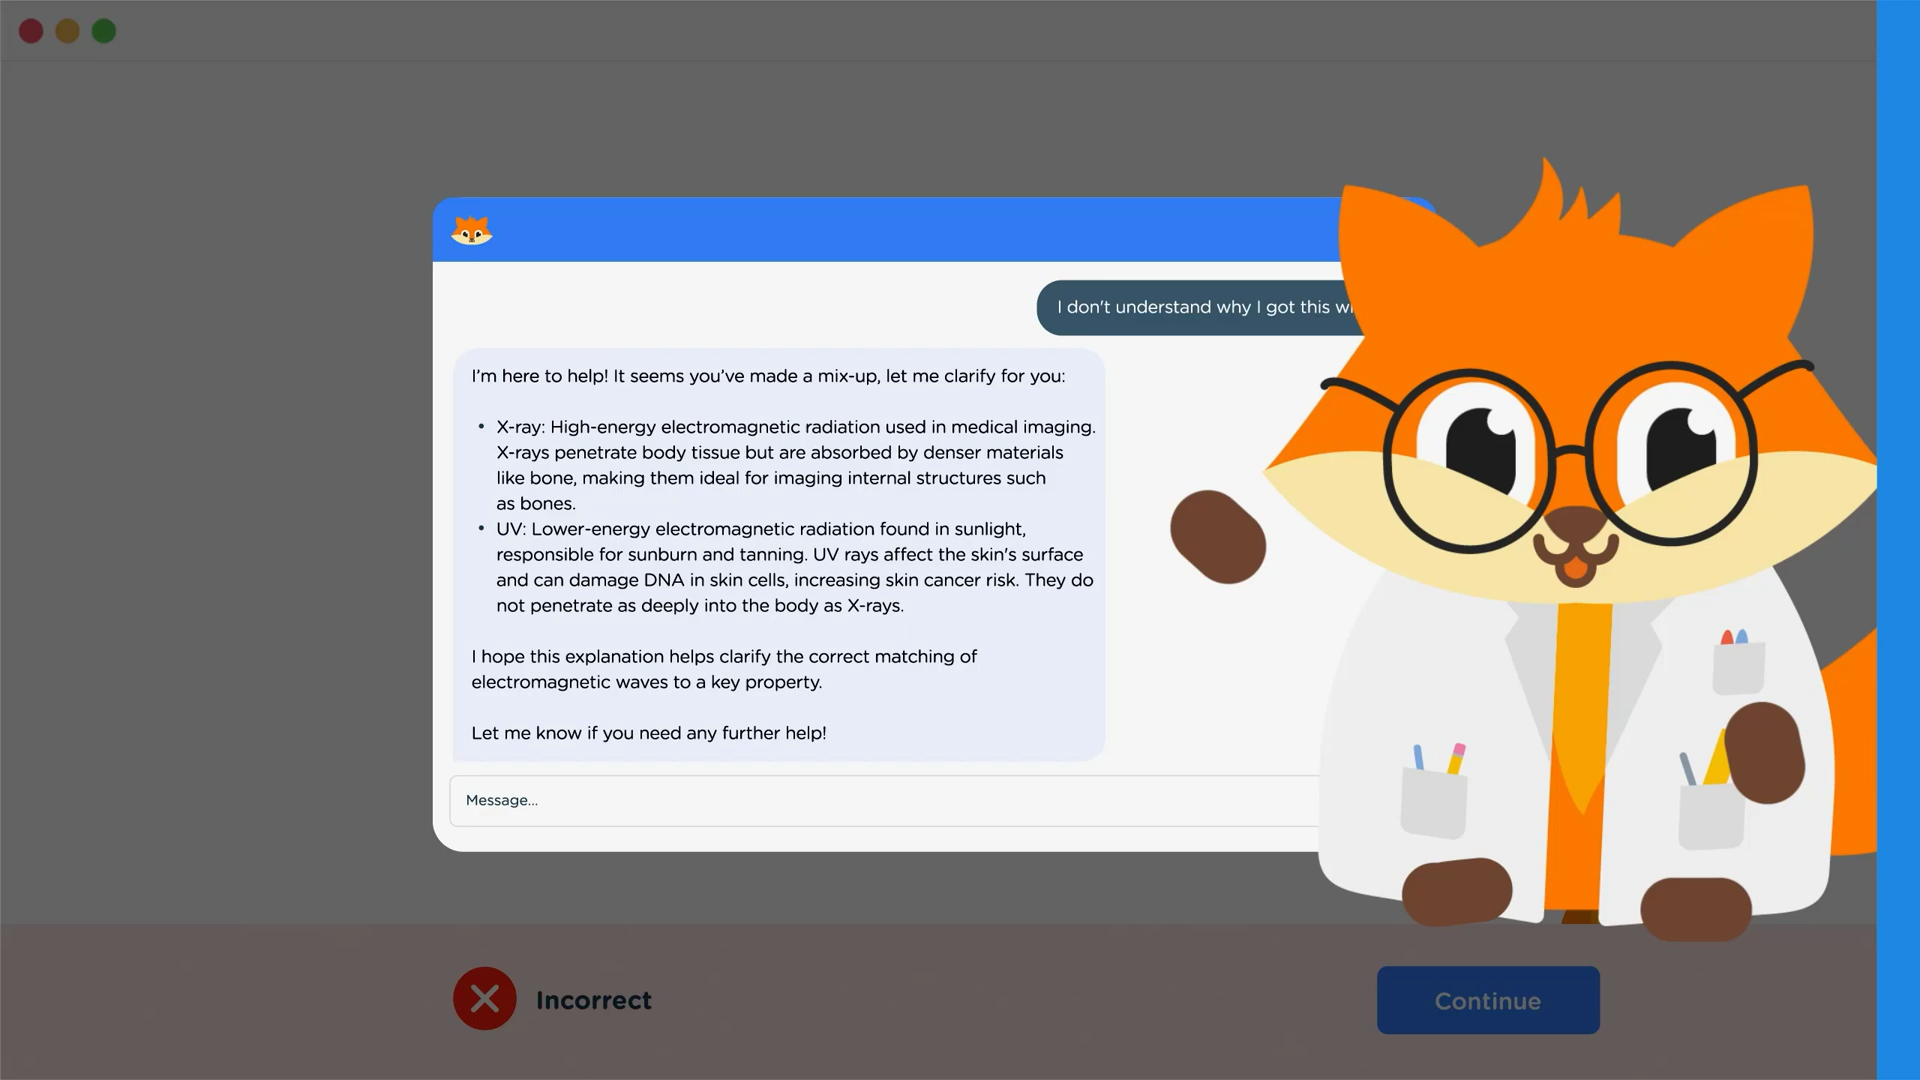 I don't understand why I got this
I'm here to help! It seems you've made a mix-up, let me clarify for you:
• X-ray: High-energy electromagnetic radiation used in medical imaging.
X-rays penetrate body tissue but are absorbed by denser materials
like bone, making them ideal for imaging internal structures such
as bones.
• UV: Lower-energy electromagnetic radiation found in sunlight,
responsible for sunburn and tanning. UV rays affect the skin's surface
and can damage DNA in skin cells, increasing skin cancer risk. They do
not penetrate as deeply into the body as X-rays.
I hope this explanation helps clarify the correct matching of
electromagnetic waves to a key property.
Let me know if you need any further help!
Message...
Incorrect
Continue